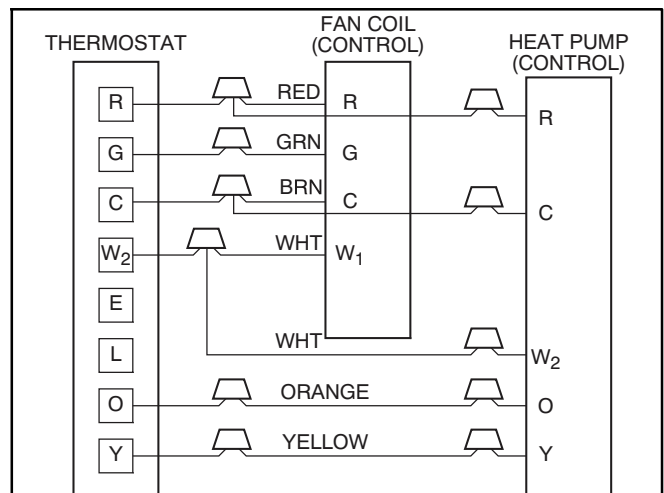 THERMOSTAT
FAN COIL
(CONTROL)
HEAT PUMP
(CONTROL)
R
RED
R
R
G
GRN
G
C
BRN
C
C
W2
WHT
W1
E
L
WHT
W2
O
ORANGE
O
Y
YELLOW
Y